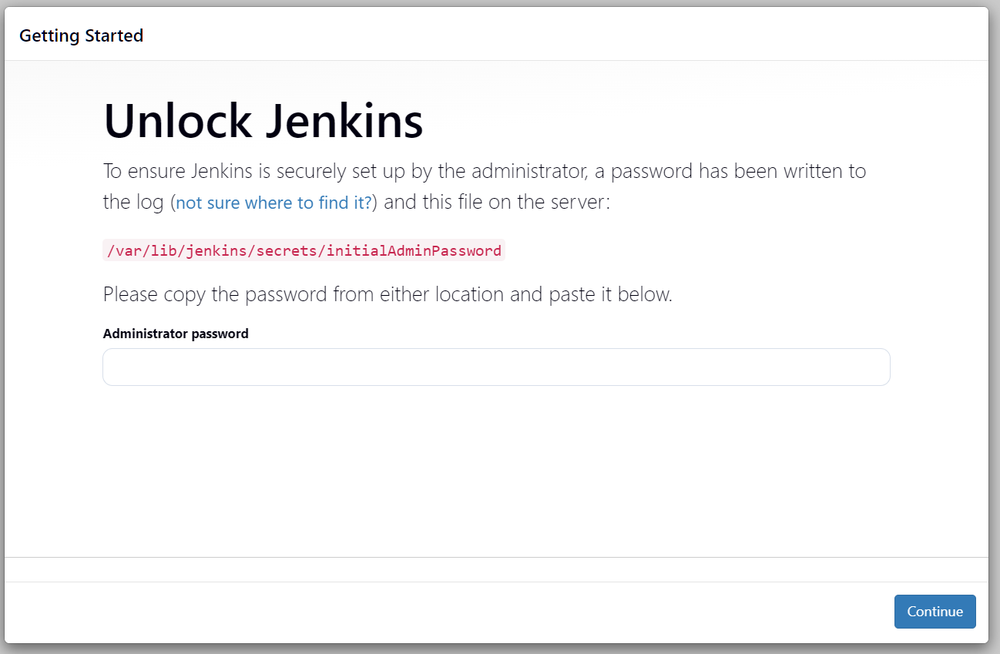 Getting Started
Unlock Jenkins
To ensure Jenkins is securely set up by the administrator, a password has been written to
the log (not sure where to find it?) and this file on the server:
/var/lib/jenkins/secrets/initialAdminPassword
Please copy the password from either location and paste it below.
Administrator password
Continue